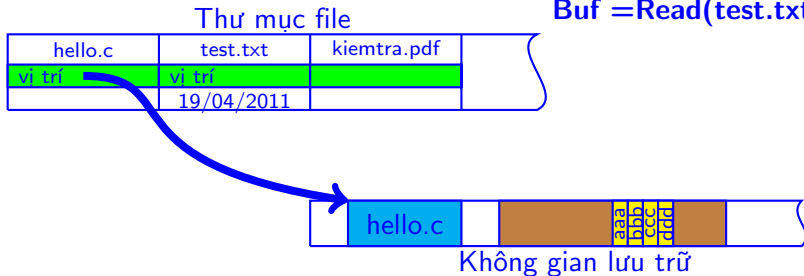 Buf =Read(test.txt
Thư mục file
hello.c test.txt kiemtra.pdf
vị trí vị trí
19/04/2011
hello.c aaa bbb ccc ddd
Không gian lưu trữ